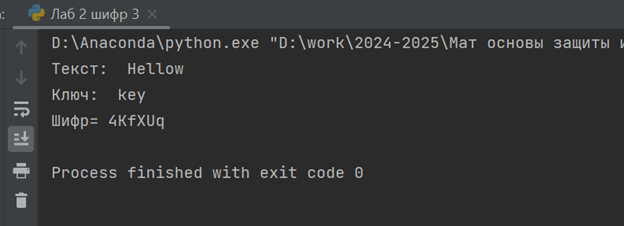 Лаб 2 шифр 3
D:\Anaconda\python.exe "D:\work\2024-2025\Мат основы защиты и
Текст:  Hellow
Ключ:  key
Шифр= 4KfXUq
Process finished with exit code 0